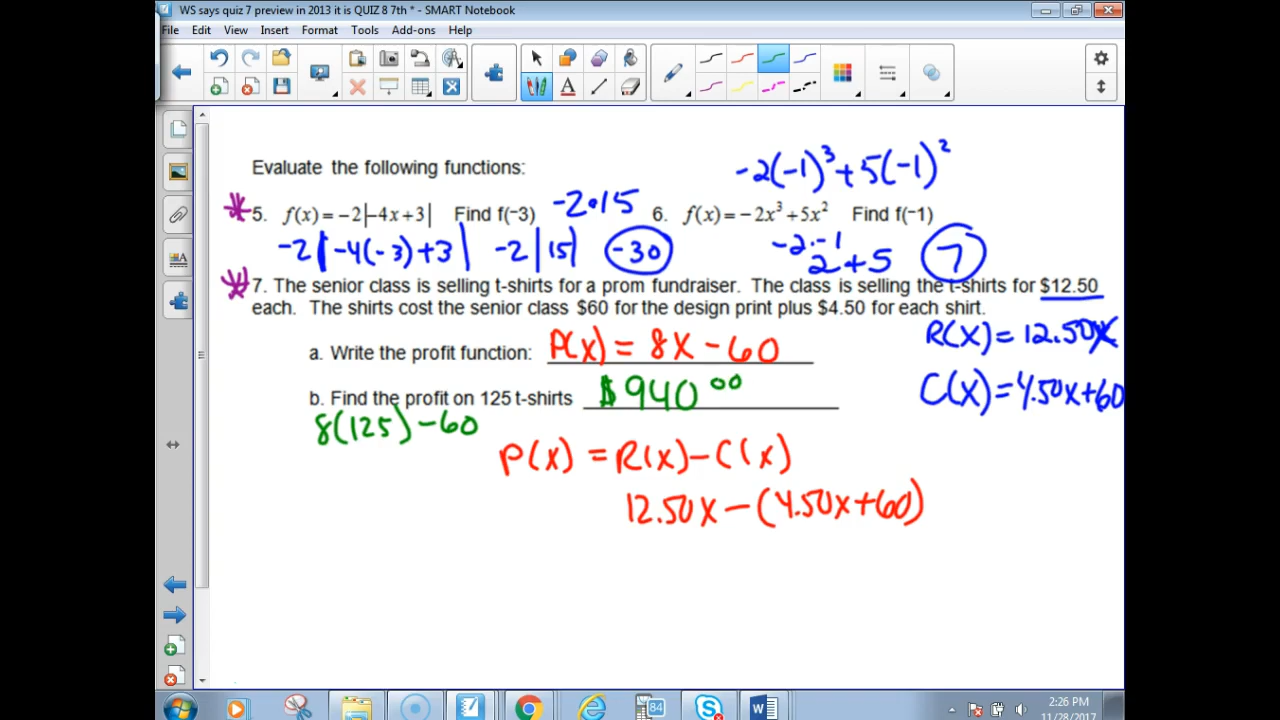 WS says quiz 7 preview in 2013 it is QUIZ 8 7th * - SMART Notebook
File Edit View Insert Format Tools Add-ons Help
-2(-1)³+5(-1)²
Evaluate the following functions:
-2•15
5. f(x) = -2|-4x+3| Find f(-3) 6. f(x) = -2x³+5x² Find f(-1)
-2|-4(-3)+3| -2|15| -30 -2·-1
2+5 7
7. The senior class is selling t-shirts for a prom fundraiser. The class is selling the t-shirts for $12.50
each. The shirts cost the senior class $60 for the design print plus $4.50 for each shirt.
R(x)=12.50x
a. Write the profit function: P(x) = 8x-60
C(x)=4.50x+60
b. Find the profit on 125 t-shirts $940 00
8(125)-60
P(x) = R(x)-C(x)
12.50x-(4.50x+60)
84
2:26 PM
11/28/2017